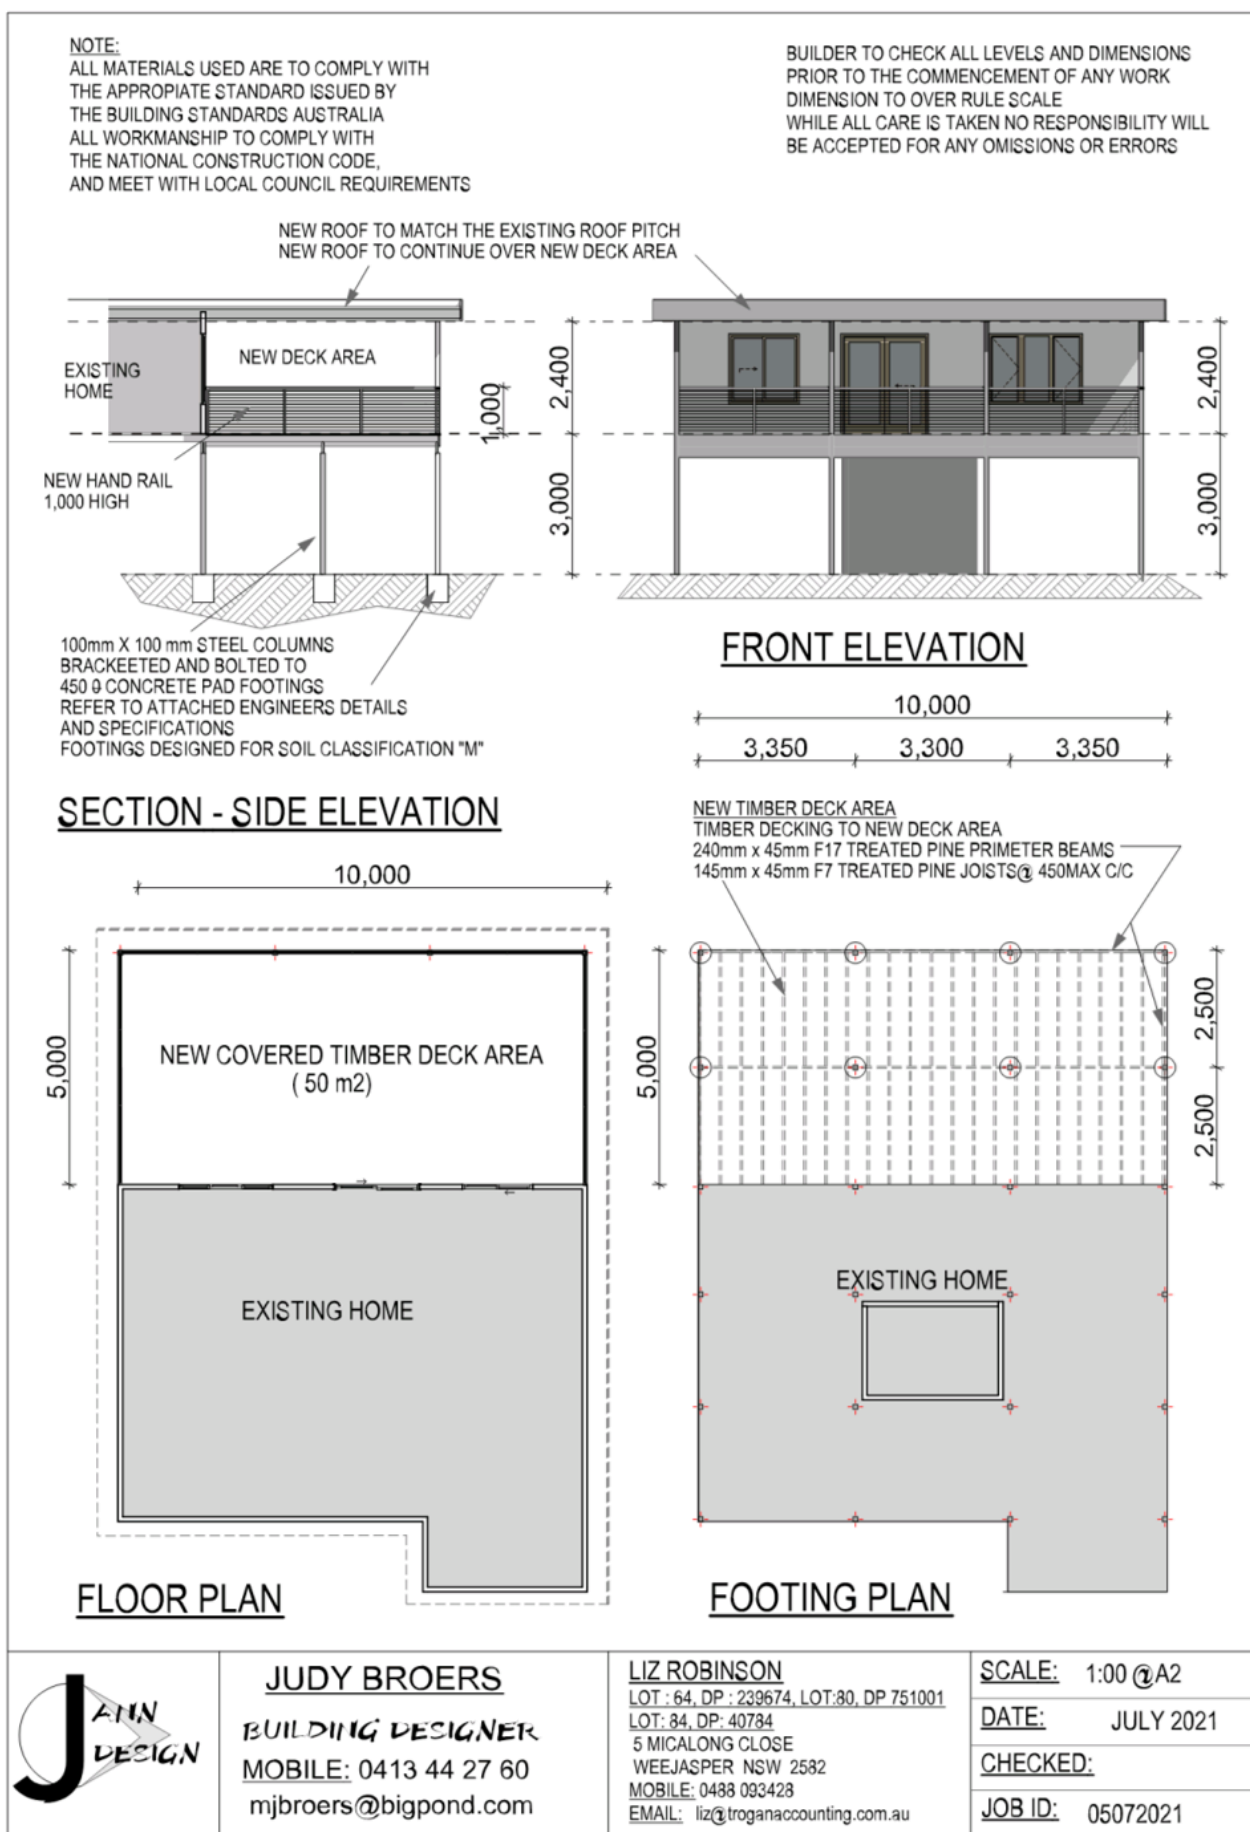 NOTE:
ALL MATERIALS USED ARE TO COMPLY WITH
THE APPROPIATE STANDARD ISSUED BY
THE BUILDING STANDARDS AUSTRALIA
ALL WORKMANSHIP TO COMPLY WITH
THE NATIONAL CONSTRUCTION CODE,
AND MEET WITH LOCAL COUNCIL REQUIREMENTS
BUILDER TO CHECK ALL LEVELS AND DIMENSIONS
PRIOR TO THE COMMENCEMENT OF ANY WORK
DIMENSION TO OVER RULE SCALE
WHILE ALL CARE IS TAKEN NO RESPONSIBILITY WILL
BE ACCEPTED FOR ANY OMISSIONS OR ERRORS
NEW ROOF TO MATCH THE EXISTING ROOF PITCH
NEW ROOF TO CONTINUE OVER NEW DECK AREA
EXISTING
HOME
NEW DECK AREA
1,000
2,400
3,000
NEW HAND RAIL
1,000 HIGH
2,400
3,000
100mm X 100 mm STEEL COLUMNS
BRACKEETED AND BOLTED TO
450 θ CONCRETE PAD FOOTINGS
REFER TO ATTACHED ENGINEERS DETAILS
AND SPECIFICATIONS
FOOTINGS DESIGNED FOR SOIL CLASSIFICATION "M"
SECTION - SIDE ELEVATION
FRONT ELEVATION
10,000
3,350
3,300
3,350
NEW TIMBER DECK AREA
TIMBER DECKING TO NEW DECK AREA
240mm x 45mm F17 TREATED PINE PRIMETER BEAMS
145mm x 45mm F7 TREATED PINE JOISTS@ 450MAX C/C
10,000
5,000
NEW COVERED TIMBER DECK AREA
( 50 m2)
EXISTING HOME
FLOOR PLAN
5,000
2,500
2,500
EXISTING HOME
FOOTING PLAN
J ANN
DESIGN
JUDY BROERS
BUILDING DESIGNER
MOBILE: 0413 44 27 60
mjbroers@bigpond.com
LIZ ROBINSON
LOT : 64, DP : 239674, LOT:80, DP 751001
LOT: 84, DP: 40784
5 MICALONG CLOSE
WEEJASPER NSW 2582
MOBILE: 0488 093428
EMAIL: liz@troganaccounting.com.au
SCALE: 1:00 @A2
DATE: JULY 2021
CHECKED:
JOB ID: 05072021